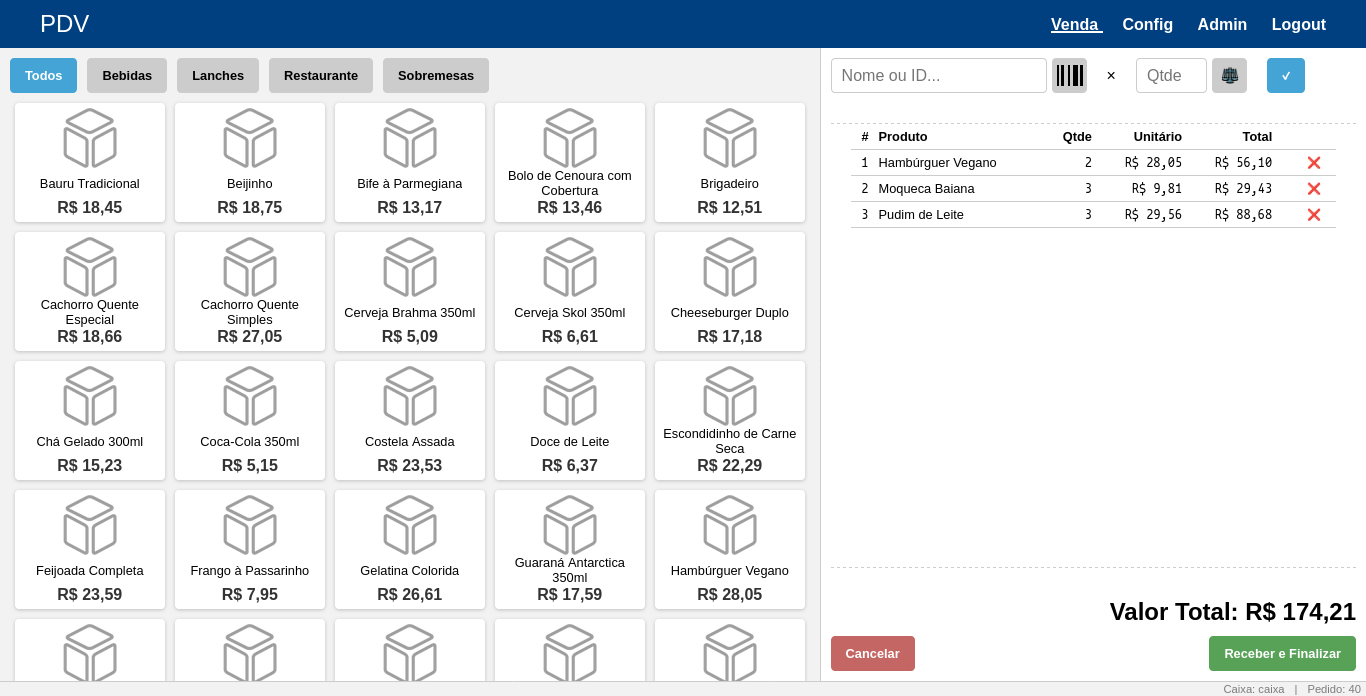 PDV
Venda Config Admin Logout
Todos Bebidas Lanches Restaurante Sobremesas
Bauru Tradicional
R$ 18,45
Beijinho
R$ 18,75
Bife à Parmegiana
R$ 13,17
Bolo de Cenoura com
Cobertura
R$ 13,46
Brigadeiro
R$ 12,51
Cachorro Quente
Especial
R$ 18,66
Cachorro Quente
Simples
R$ 27,05
Cerveja Brahma 350ml
R$ 5,09
Cerveja Skol 350ml
R$ 6,61
Cheeseburger Duplo
R$ 17,18
Chá Gelado 300ml
R$ 15,23
Coca-Cola 350ml
R$ 5,15
Costela Assada
R$ 23,53
Doce de Leite
R$ 6,37
Escondidinho de Carne
Seca
R$ 22,29
Feijoada Completa
R$ 23,59
Frango à Passarinho
R$ 7,95
Gelatina Colorida
R$ 26,61
Guaraná Antarctica
350ml
R$ 17,59
Hambúrguer Vegano
R$ 28,05
Nome ou ID... × Qtde ✓
# Produto Qtde Unitário Total
1 Hambúrguer Vegano 2 R$ 28,05 R$ 56,10 ❌
2 Moqueca Baiana 3 R$ 9,81 R$ 29,43 ❌
3 Pudim de Leite 3 R$ 29,56 R$ 88,68 ❌
Valor Total: R$ 174,21
Cancelar Receber e Finalizar
Caixa: caixa | Pedido: 40